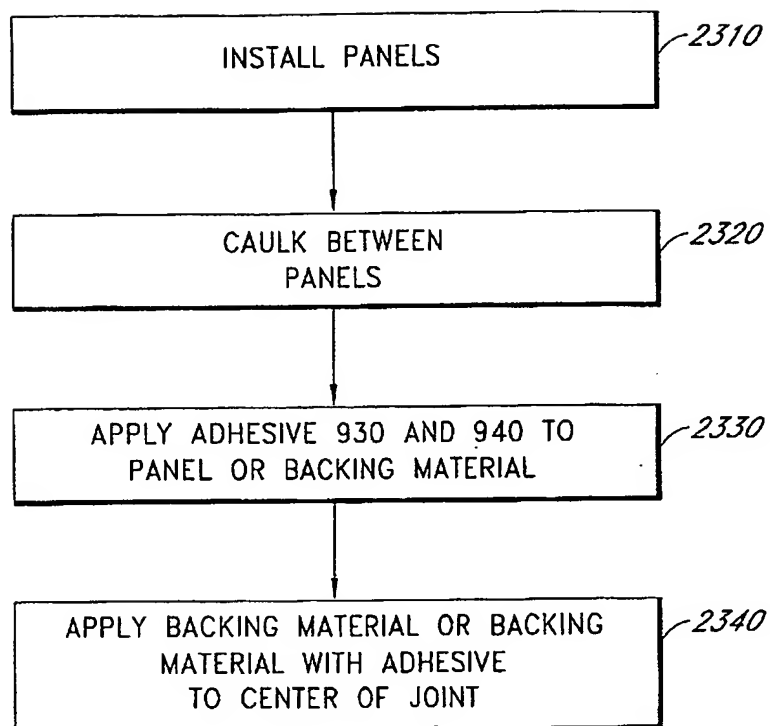 INSTALL PANELS
2310
CAULK BETWEEN
PANELS
2320
APPLY ADHESIVE 930 AND 940 TO
PANEL OR BACKING MATERIAL
2330
APPLY BACKING MATERIAL OR BACKING
MATERIAL WITH ADHESIVE
TO CENTER OF JOINT
2340